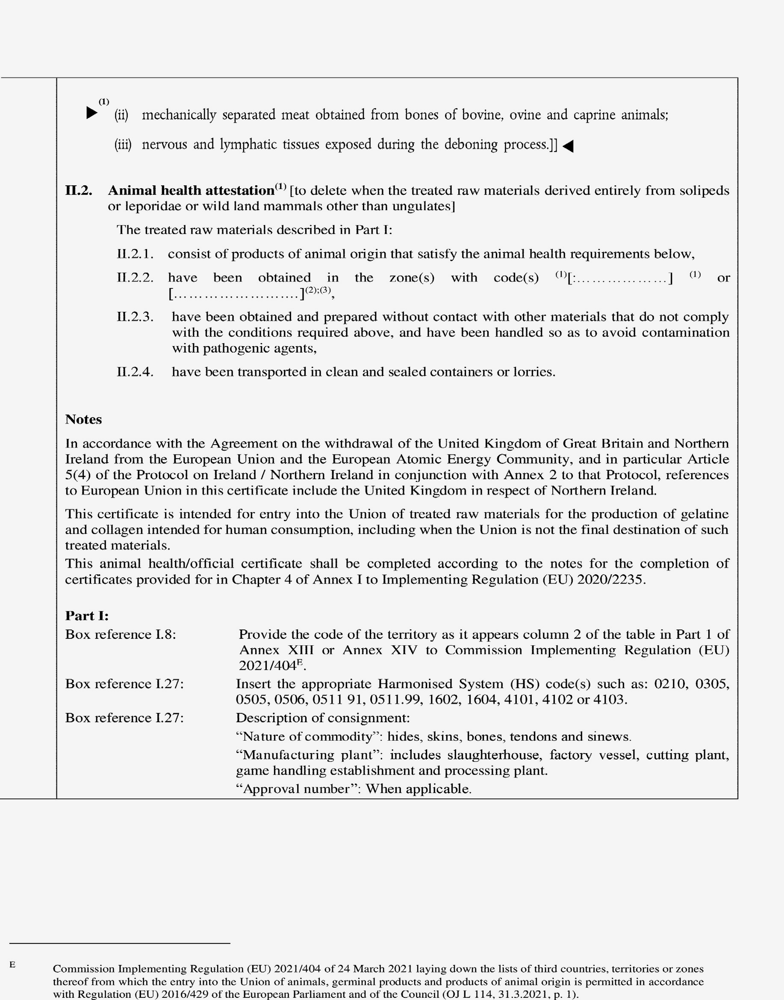 ▶(1) (ii) mechanically separated meat obtained from bones of bovine, ovine and caprine animals;
(iii) nervous and lymphatic tissues exposed during the deboning process.]] ◀
II.2. Animal health attestation(1) [to delete when the treated raw materials derived entirely from solipeds
or leporidae or wild land mammals other than ungulates]
The treated raw materials described in Part I:
II.2.1. consist of products of animal origin that satisfy the animal health requirements below,
II.2.2. have been obtained in the zone(s) with code(s) (1)[:………………] (1) or
[……………………]​(2);(3),
II.2.3. have been obtained and prepared without contact with other materials that do not comply
with the conditions required above, and have been handled so as to avoid contamination
with pathogenic agents,
II.2.4. have been transported in clean and sealed containers or lorries.
Notes
In accordance with the Agreement on the withdrawal of the United Kingdom of Great Britain and Northern
Ireland from the European Union and the European Atomic Energy Community, and in particular Article
5(4) of the Protocol on Ireland / Northern Ireland in conjunction with Annex 2 to that Protocol, references
to European Union in this certificate include the United Kingdom in respect of Northern Ireland.
This certificate is intended for entry into the Union of treated raw materials for the production of gelatine
and collagen intended for human consumption, including when the Union is not the final destination of such
treated materials.
This animal health/official certificate shall be completed according to the notes for the completion of
certificates provided for in Chapter 4 of Annex I to Implementing Regulation (EU) 2020/2235.
Part I:
Box reference I.8: Provide the code of the territory as it appears column 2 of the table in Part 1 of
Annex XIII or Annex XIV to Commission Implementing Regulation (EU)
2021/404E.
Box reference I.27: Insert the appropriate Harmonised System (HS) code(s) such as: 0210, 0305,
0505, 0506, 0511 91, 0511.99, 1602, 1604, 4101, 4102 or 4103.
Box reference I.27: Description of consignment:
“Nature of commodity”: hides, skins, bones, tendons and sinews.
“Manufacturing plant”: includes slaughterhouse, factory vessel, cutting plant,
game handling establishment and processing plant.
“Approval number”: When applicable.
E Commission Implementing Regulation (EU) 2021/404 of 24 March 2021 laying down the lists of third countries, territories or zones
thereof from which the entry into the Union of animals, germinal products and products of animal origin is permitted in accordance
with Regulation (EU) 2016/429 of the European Parliament and of the Council (OJ L 114, 31.3.2021, p. 1).